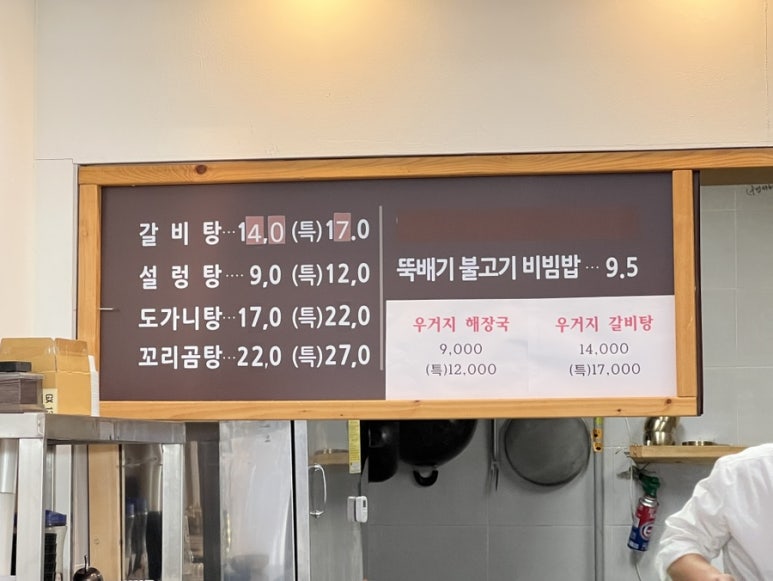 갈 비 탕…14,0 (특)17.0
설 렁 탕…9,0 (특)12,0
도가니탕…17,0 (특)22,0
꼬리곰탕…22,0 (특)27,0
뚝배기 불고기 비빔밥…9.5
우거지 해장국
9,000
(특)12,000
우거지 갈비탕
14,000
(특)17,000